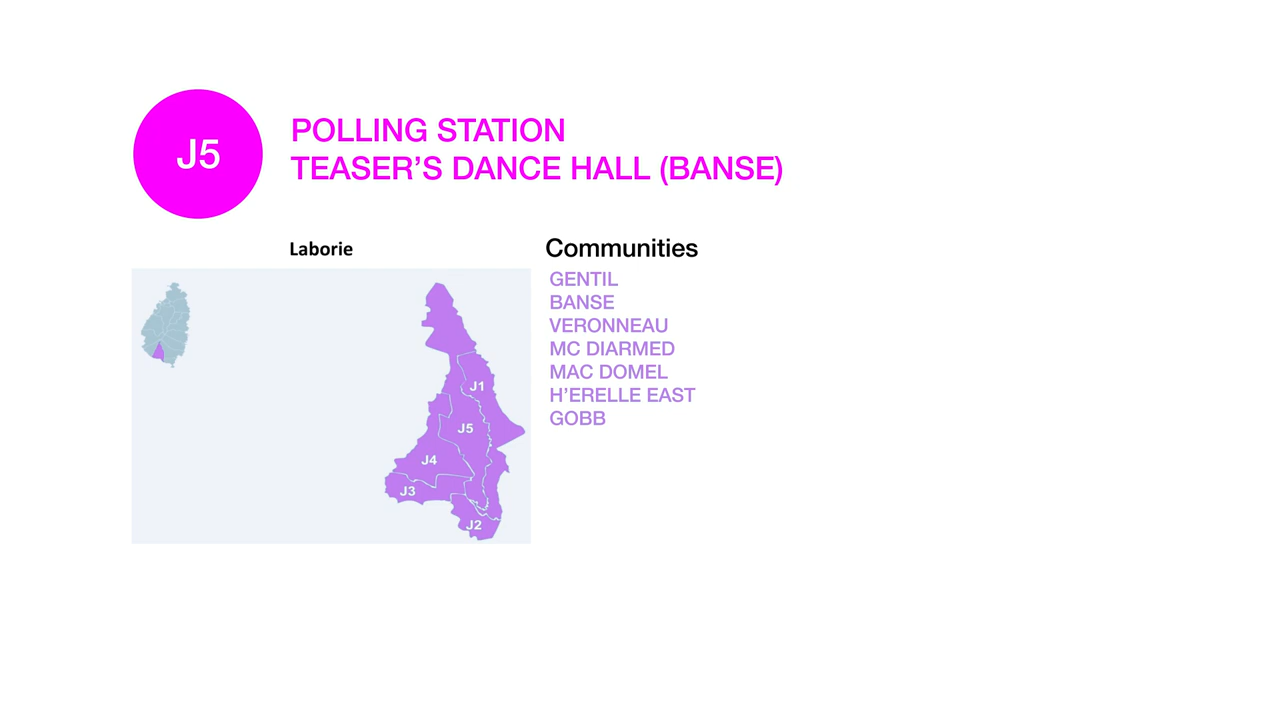 J5
POLLING STATION
TEASER’S DANCE HALL (BANSE)
Laborie
Communities
GENTIL
BANSE
VERONNEAU
MC DIARMED
MAC DOMEL
H’ERELLE EAST
GOBB
J1
J5
J4
J3
J2